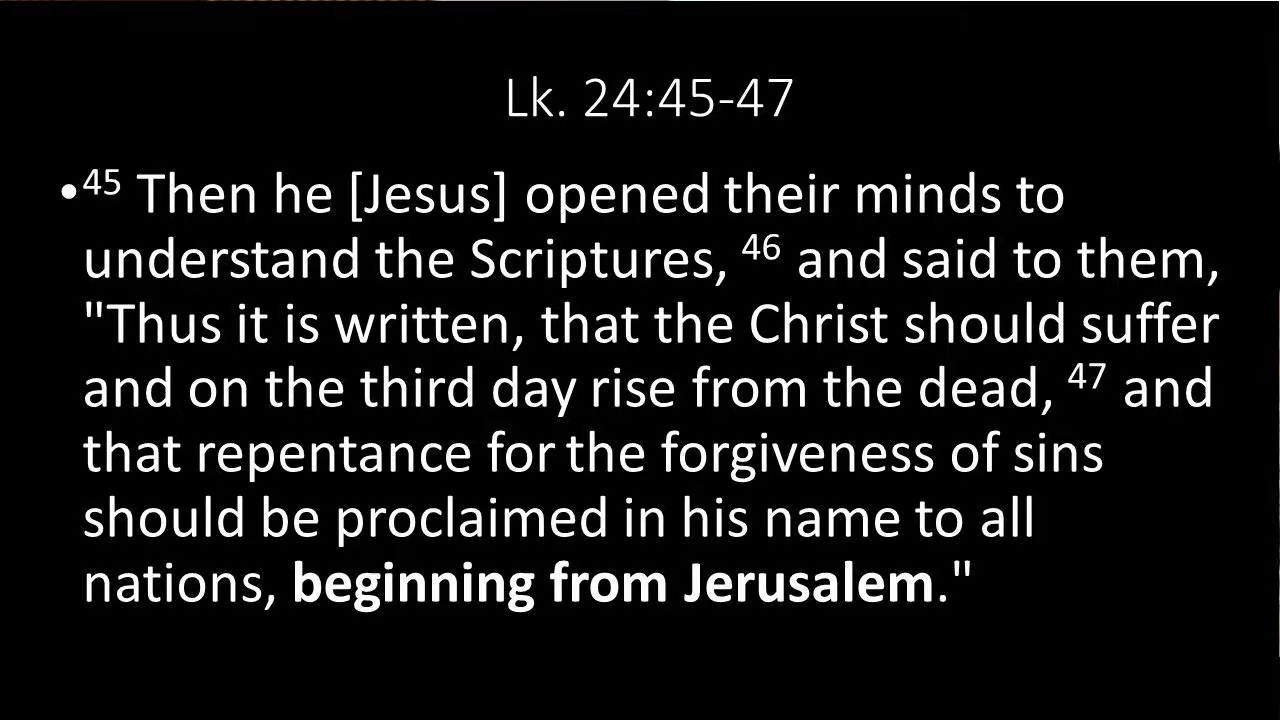 Lk. 24:45-47
•⁴⁵ Then he [Jesus] opened their minds to
understand the Scriptures, ⁴⁶ and said to them,
"Thus it is written, that the Christ should suffer
and on the third day rise from the dead, ⁴⁷ and
that repentance for the forgiveness of sins
should be proclaimed in his name to all
nations, beginning from Jerusalem."